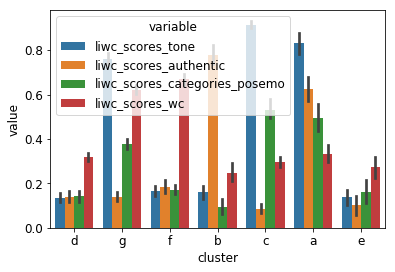 variable
liwc_scores_tone
liwc_scores_authentic
liwc_scores_categories_posemo
liwc_scores_wc
value
0.8
0.6
0.4
0.2
0.0
d g f b c a e
cluster